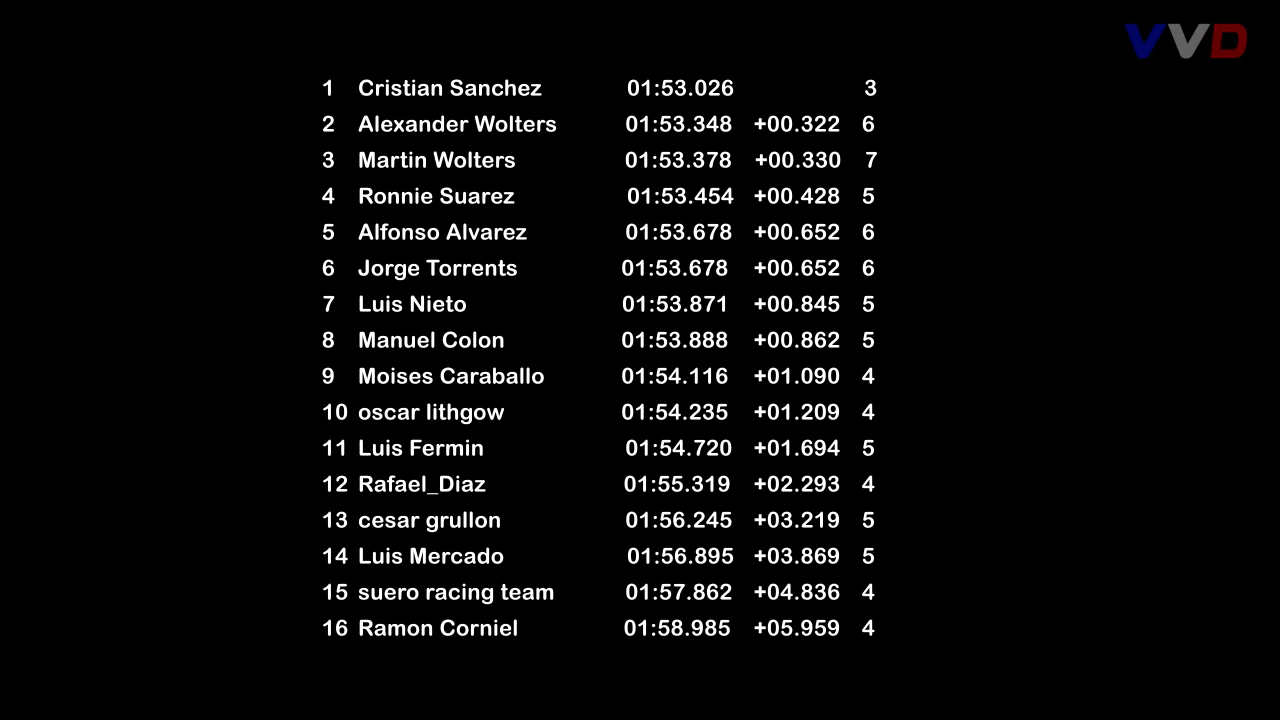 VVD
1 Cristian Sanchez 01:53.026 3
2 Alexander Wolters 01:53.348 +00.322 6
3 Martin Wolters 01:53.378 +00.330 7
4 Ronnie Suarez 01:53.454 +00.428 5
5 Alfonso Alvarez 01:53.678 +00.652 6
6 Jorge Torrents 01:53.678 +00.652 6
7 Luis Nieto 01:53.871 +00.845 5
8 Manuel Colon 01:53.888 +00.862 5
9 Moises Caraballo 01:54.116 +01.090 4
10 oscar lithgow 01:54.235 +01.209 4
11 Luis Fermin 01:54.720 +01.694 5
12 Rafael_Diaz 01:55.319 +02.293 4
13 cesar grullon 01:56.245 +03.219 5
14 Luis Mercado 01:56.895 +03.869 5
15 suero racing team 01:57.862 +04.836 4
16 Ramon Corniel 01:58.985 +05.959 4